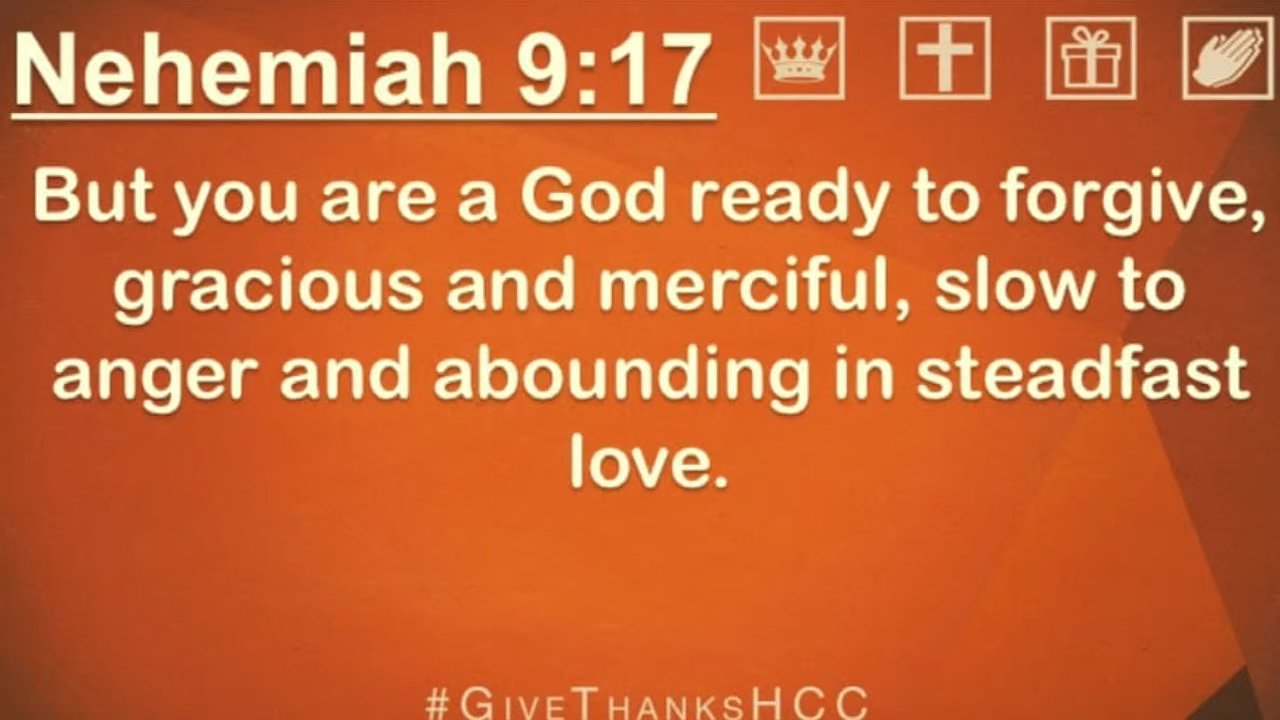 Nehemiah 9:17
But you are a God ready to forgive,
gracious and merciful, slow to
anger and abounding in steadfast
love.
#GIVETHANKSHCC